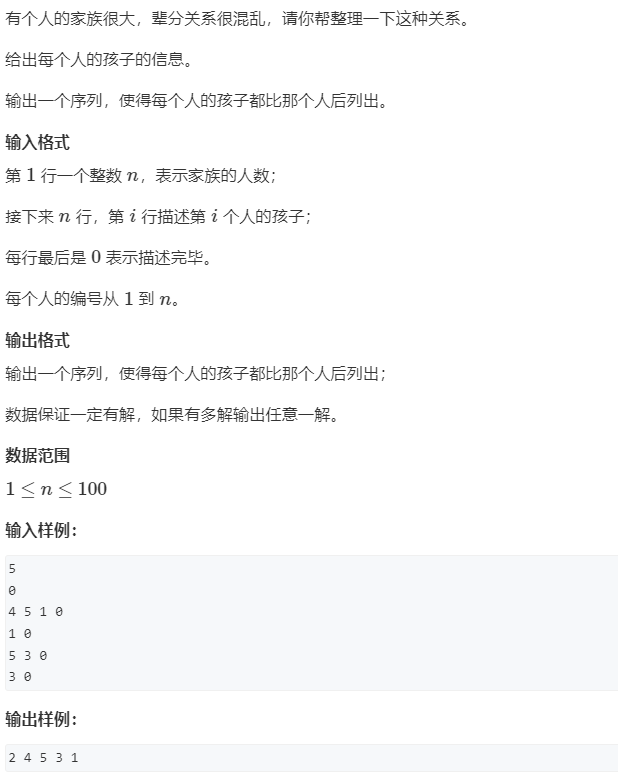 有个人的家族很大，辈分关系很混乱，请你帮整理一下这种关系。
给出每个人的孩子的信息。
输出一个序列，使得每个人的孩子都比那个人后列出。
输入格式
第 1 行一个整数 n，表示家族的人数；
接下来 n 行，第 i 行描述第 i 个人的孩子；
每行最后是 0 表示描述完毕。
每个人的编号从 1 到 n。
输出格式
输出一个序列，使得每个人的孩子都比那个人后列出；
数据保证一定有解，如果有多解输出任意一解。
数据范围
1 ≤ n ≤ 100
输入样例：
5
0
4 5 1 0
1 0
5 3 0
3 0
输出样例：
2 4 5 3 1